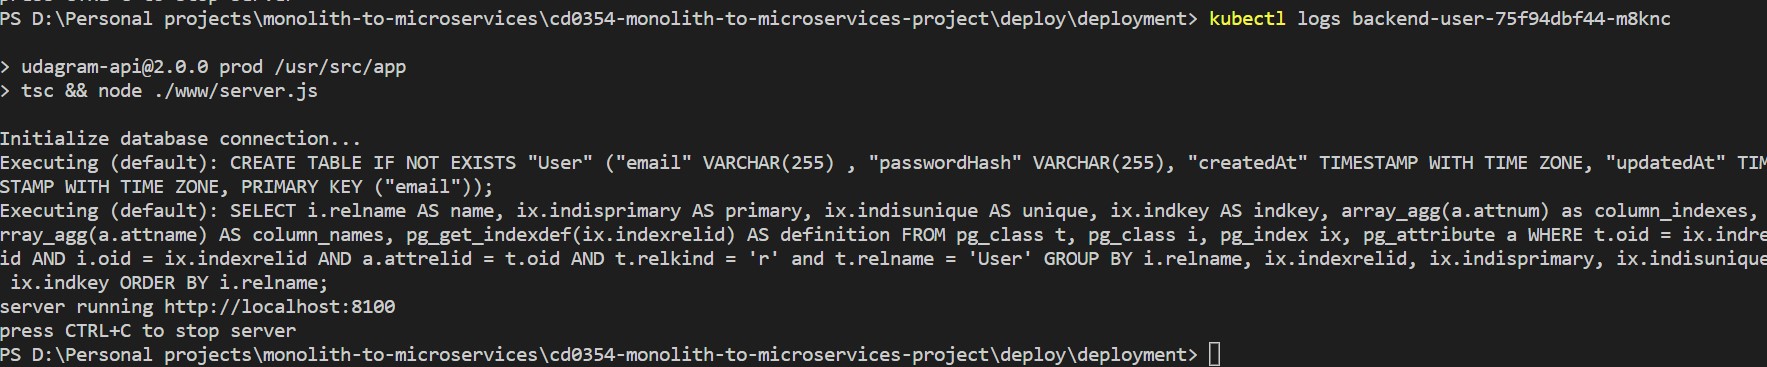 PS D:\Personal projects\monolith-to-microservices\cd0354-monolith-to-microservices-project\deploy\deployment> kubectl logs backend-user-75f94dbf44-m8knc
> udagram-api@2.0.0 prod /usr/src/app
> tsc && node ./www/server.js
Initialize database connection...
Executing (default): CREATE TABLE IF NOT EXISTS "User" ("email" VARCHAR(255) , "passwordHash" VARCHAR(255), "createdAt" TIMESTAMP WITH TIME ZONE, "updatedAt" TIM
STAMP WITH TIME ZONE, PRIMARY KEY ("email"));
Executing (default): SELECT i.relname AS name, ix.indisprimary AS primary, ix.indisunique AS unique, ix.indkey AS indkey, array_agg(a.attnum) as column_indexes,
rray_agg(a.attname) AS column_names, pg_get_indexdef(ix.indexrelid) AS definition FROM pg_class t, pg_class i, pg_index ix, pg_attribute a WHERE t.oid = ix.indre
id AND i.oid = ix.indexrelid AND a.attrelid = t.oid AND t.relkind = 'r' and t.relname = 'User' GROUP BY i.relname, ix.indexrelid, ix.indisprimary, ix.indisunique
ix.indkey ORDER BY i.relname;
server running http://localhost:8100
press CTRL+C to stop server
PS D:\Personal projects\monolith-to-microservices\cd0354-monolith-to-microservices-project\deploy\deployment>